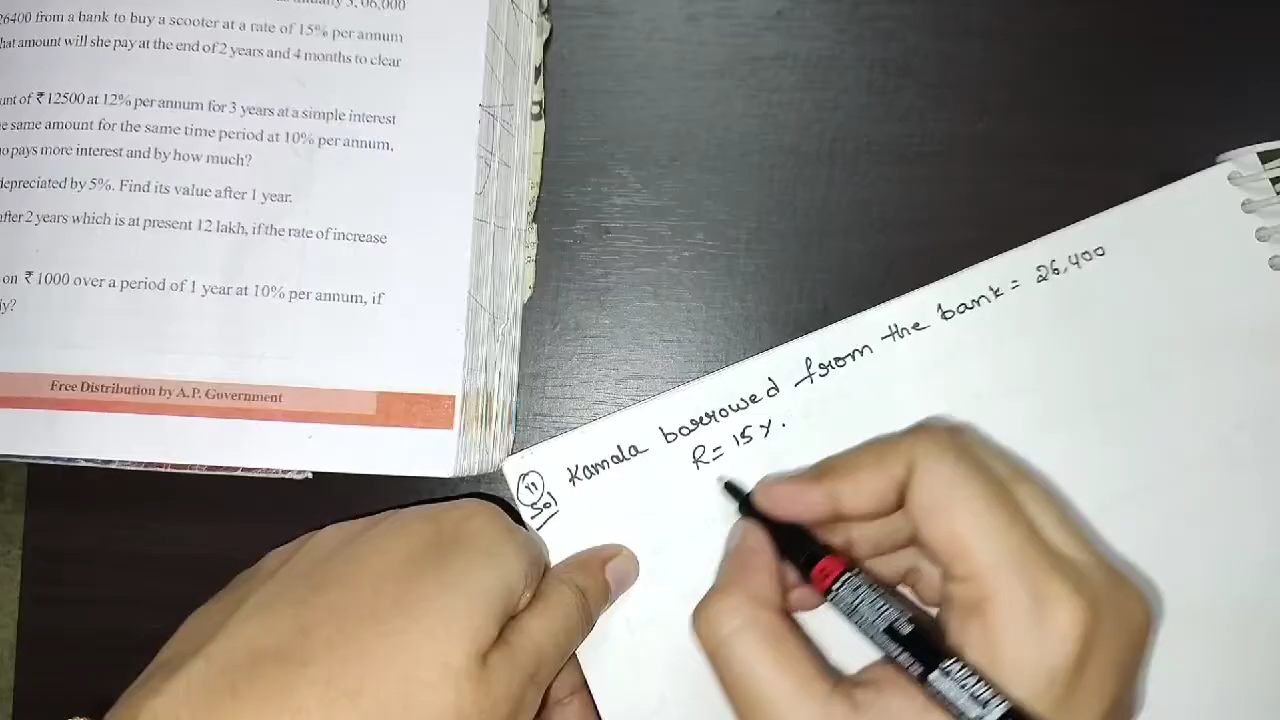 26400 from a bank to buy a scooter at a rate of 15% per annum
hat amount will she pay at the end of 2 years and 4 months to clear
unt of ₹ 12500 at 12% per annum for 3 years at a simple interest
e same amount for the same time period at 10% per annum,
o pays more interest and by how much?
depreciated by 5%. Find its value after 1 year.
after 2 years which is at present 12 lakh, if the rate of increase
on ₹ 1000 over a period of 1 year at 10% per annum, if
ly?
Free Distribution by A.P. Government
11 Kamala borrowed from the bank = 26,400
Sol R = 15%.